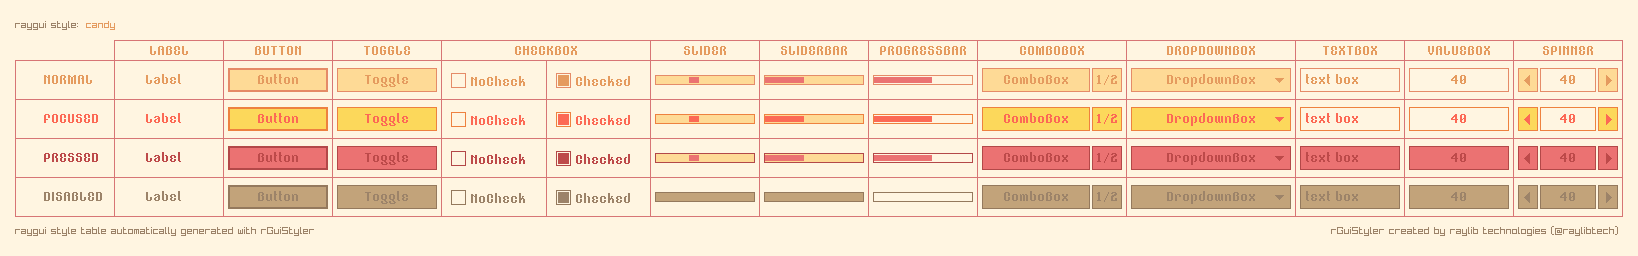 raygui style: candy
LABEL BUTTON TOGGLE CHECKBOX SLIDER SLIDERBAR PROGRESSBAR COMBOBOX DROPDOWNBOX TEXTBOX VALUEBOX SPINNER
NORMAL Label Button Toggle NoCheck Checked ComboBox 1/2 DropdownBox text box 40 40
FOCUSED Label Button Toggle NoCheck Checked ComboBox 1/2 DropdownBox text box 40 40
PRESSED Label Button Toggle NoCheck Checked ComboBox 1/2 DropdownBox text box 40 40
DISABLED Label Button Toggle NoCheck Checked ComboBox 1/2 DropdownBox text box 40 40
raygui style table automatically generated with rGuiStyler rGuiStyler created by raylib technologies (@raylibtech)